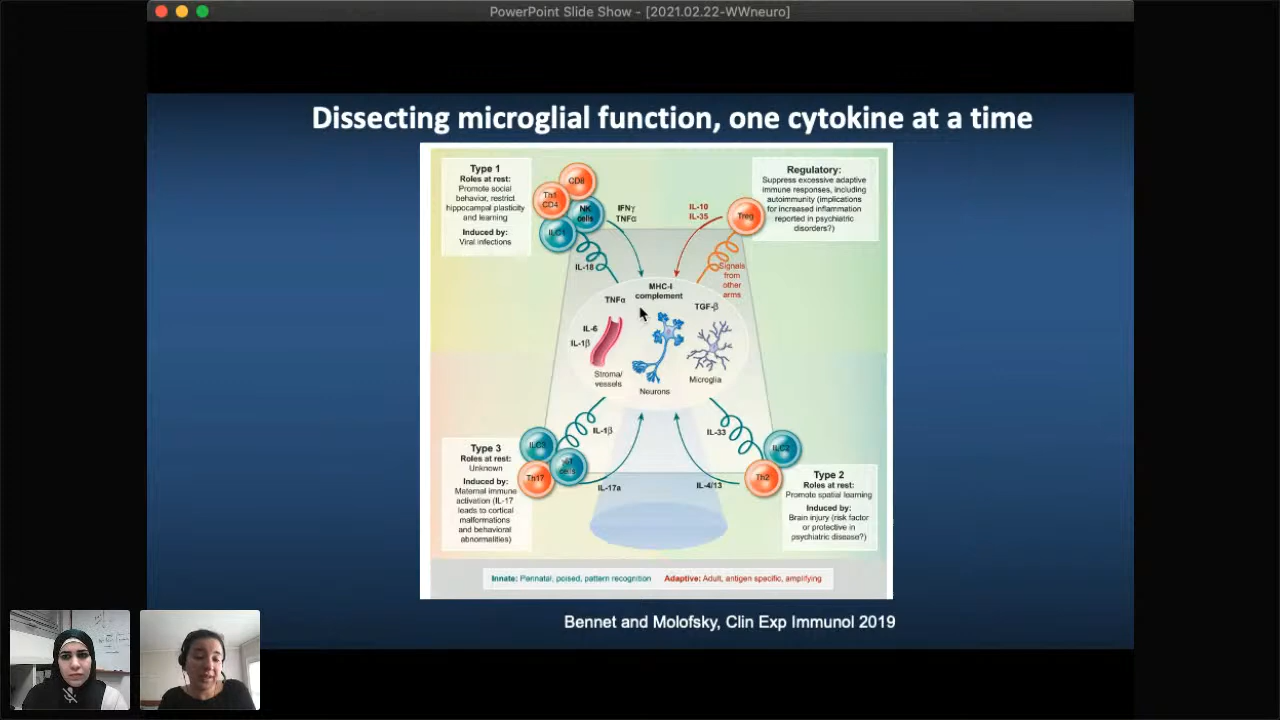 PowerPoint Slide Show - [2021.02.22-WWneuro]
Dissecting microglial function, one cytokine at a time
Type 1
Roles at rest:
Promote social
behavior, restrict
hippocampal plasticity
and learning
Induced by:
Viral infections
CD8
Th1
CD4
NK
cells
ILC1
IFNγ
TNFα
IL-18
IL-10
IL-35
Treg
Regulatory:
Suppress excessive adaptive
immune responses, including
autoimmunity (implications
for increased inflammation
reported in psychiatric
disorders?)
Signals
from
other
arms
MHC-I
complement
TNFα
TGF-β
IL-6
IL-1β
Stroma/
vessels
Neurons
Microglia
IL-1β
IL-33
ILC3
γδT
cells
Th17
IL-17a
IL-4/13
ILC2
Th2
Type 3
Roles at rest:
Unknown
Induced by:
Maternal immune
activation (IL-17
leads to cortical
malformations
and behavioral
abnormalities)
Type 2
Roles at rest:
Promote spatial learning
Induced by:
Brain injury (risk factor
or protective in
psychiatric disease?)
Innate: Perinatal, poised, pattern recognition Adaptive: Adult, antigen specific, amplifying
Bennet and Molofsky, Clin Exp Immunol 2019